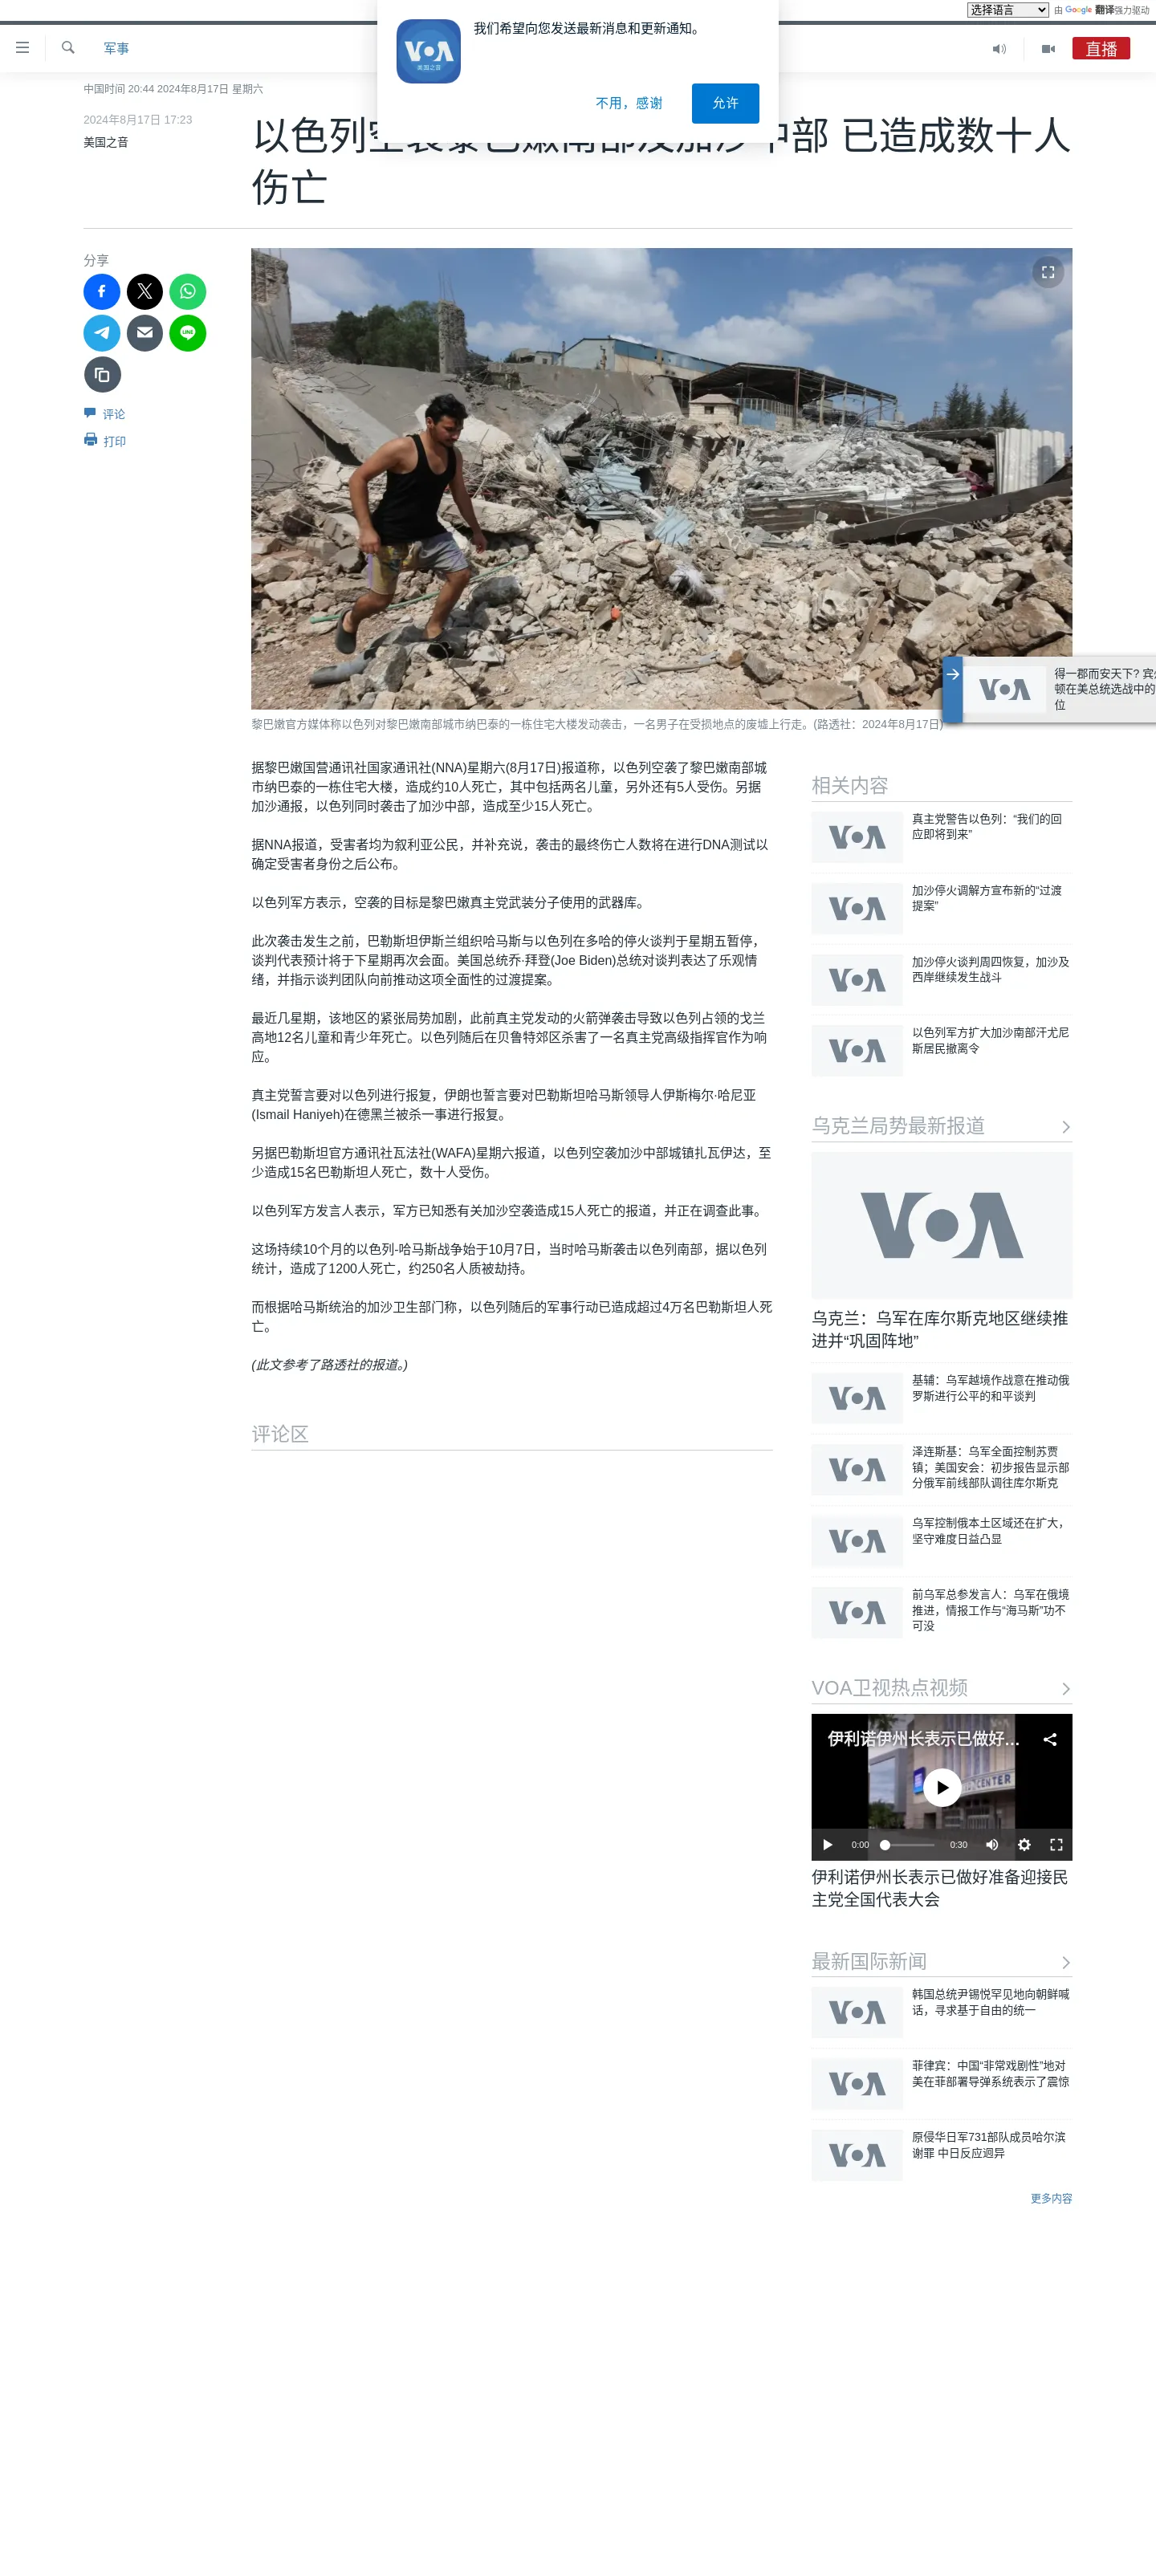 选择语言
由 Google 翻译强力驱动
军事
直播
VOA
美国之音
我们希望向您发送最新消息和更新通知。
不用，感谢
允许
中国时间 20:44 2024年8月17日 星期六
2024年8月17日 17:23
美国之音
以色列空袭黎巴嫩南部及加沙中部 已造成数十人
伤亡
分享
LINE
评论
打印
得一郡而安天下? 宾
顿在美总统选战中的
位
VOA
黎巴嫩官方媒体称以色列对黎巴嫩南部城市纳巴泰的一栋住宅大楼发动袭击，一名男子在受损地点的废墟上行走。(路透社：2024年8月17日)
据黎巴嫩国营通讯社国家通讯社(NNA)星期六(8月17日)报道称，以色列空袭了黎巴嫩南部城
市纳巴泰的一栋住宅大楼，造成约10人死亡，其中包括两名儿童，另外还有5人受伤。另据
加沙通报，以色列同时袭击了加沙中部，造成至少15人死亡。
据NNA报道，受害者均为叙利亚公民，并补充说，袭击的最终伤亡人数将在进行DNA测试以
确定受害者身份之后公布。
以色列军方表示，空袭的目标是黎巴嫩真主党武装分子使用的武器库。
此次袭击发生之前，巴勒斯坦伊斯兰组织哈马斯与以色列在多哈的停火谈判于星期五暂停，
谈判代表预计将于下星期再次会面。美国总统乔·拜登(Joe Biden)总统对谈判表达了乐观情
绪，并指示谈判团队向前推动这项全面性的过渡提案。
最近几星期，该地区的紧张局势加剧，此前真主党发动的火箭弹袭击导致以色列占领的戈兰
高地12名儿童和青少年死亡。以色列随后在贝鲁特郊区杀害了一名真主党高级指挥官作为响
应。
真主党誓言要对以色列进行报复，伊朗也誓言要对巴勒斯坦哈马斯领导人伊斯梅尔·哈尼亚
(Ismail Haniyeh)在德黑兰被杀一事进行报复。
另据巴勒斯坦官方通讯社瓦法社(WAFA)星期六报道，以色列空袭加沙中部城镇扎瓦伊达，至
少造成15名巴勒斯坦人死亡，数十人受伤。
以色列军方发言人表示，军方已知悉有关加沙空袭造成15人死亡的报道，并正在调查此事。
这场持续10个月的以色列-哈马斯战争始于10月7日，当时哈马斯袭击以色列南部，据以色列
统计，造成了1200人死亡，约250名人质被劫持。
而根据哈马斯统治的加沙卫生部门称，以色列随后的军事行动已造成超过4万名巴勒斯坦人死
亡。
(此文参考了路透社的报道。)
评论区
相关内容
VOA
真主党警告以色列：“我们的回
应即将到来”
VOA
加沙停火调解方宣布新的“过渡
提案”
VOA
加沙停火谈判周四恢复，加沙及
西岸继续发生战斗
VOA
以色列军方扩大加沙南部汗尤尼
斯居民撤离令
乌克兰局势最新报道
VOA
乌克兰：乌军在库尔斯克地区继续推
进并“巩固阵地”
VOA
基辅：乌军越境作战意在推动俄
罗斯进行公平的和平谈判
VOA
泽连斯基：乌军全面控制苏贾
镇；美国安会：初步报告显示部
分俄军前线部队调往库尔斯克
VOA
乌军控制俄本土区域还在扩大，
坚守难度日益凸显
VOA
前乌军总参发言人：乌军在俄境
推进，情报工作与“海马斯”功不
可没
VOA卫视热点视频
伊利诺伊州长表示已做好...
CENTER
0:00
0:30
伊利诺伊州长表示已做好准备迎接民
主党全国代表大会
最新国际新闻
VOA
韩国总统尹锡悦罕见地向朝鲜喊
话，寻求基于自由的统一
VOA
菲律宾：中国“非常戏剧性”地对
美在菲部署导弹系统表示了震惊
VOA
原侵华日军731部队成员哈尔滨
谢罪 中日反应迥异
更多内容